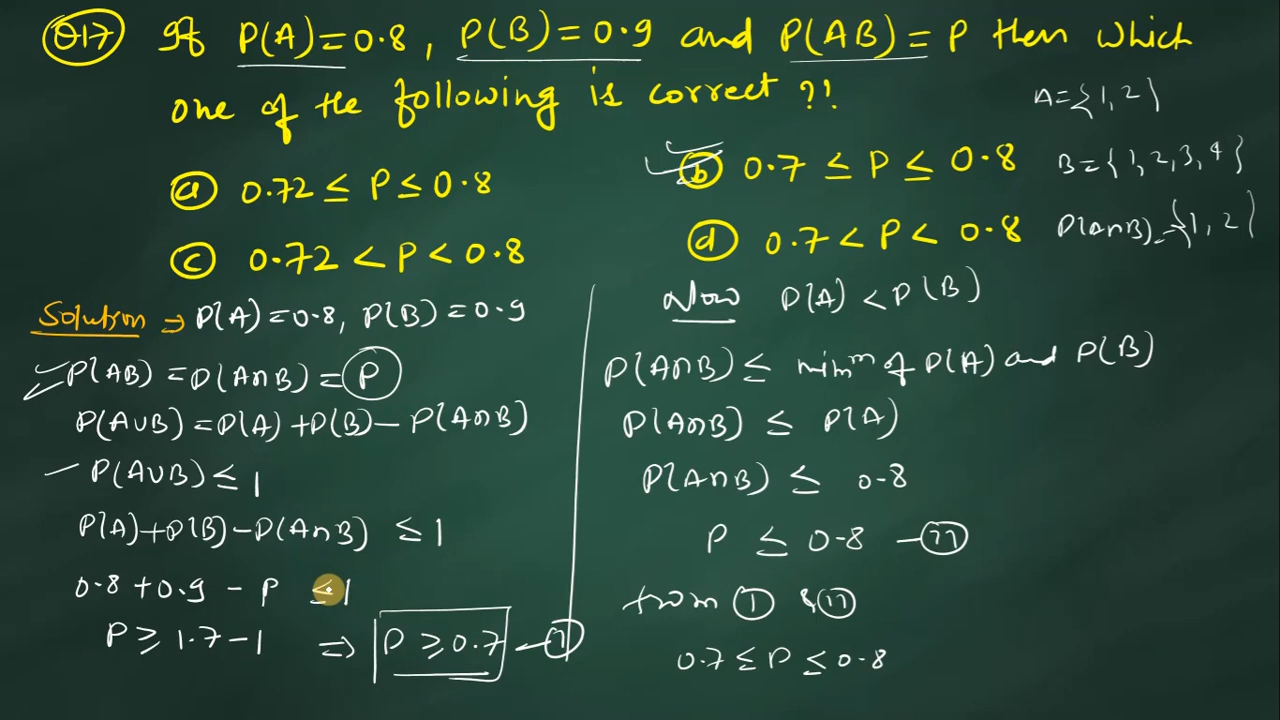 Q17 If P(A)=0.8, P(B)=0.9 and P(AB)=P then which
one of the following is correct ??
A={1,2}
B={1,2,3,4}
P(A∩B)={1,2}
(a) 0.72 ≤ P ≤ 0.8
(b) 0.7 ≤ P ≤ 0.8
(c) 0.72 < P < 0.8
(d) 0.7 < P < 0.8
Solution ⇒ P(A)=0.8, P(B)=0.9
P(AB) = P(A∩B) = P
P(A∪B) = P(A) + P(B) − P(A∩B)
P(A∪B) ≤ 1
P(A)+P(B)−P(A∩B) ≤ 1
0.8 + 0.9 − P ≤ 1
P ≥ 1.7−1 ⇒ P ≥ 0.7 —(I)
Now P(A) < P(B)
P(A∩B) ≤ minm of P(A) and P(B)
P(A∩B) ≤ P(A)
P(A∩B) ≤ 0.8
P ≤ 0.8 —(II)
from (I) & (II)
0.7 ≤ P ≤ 0.8